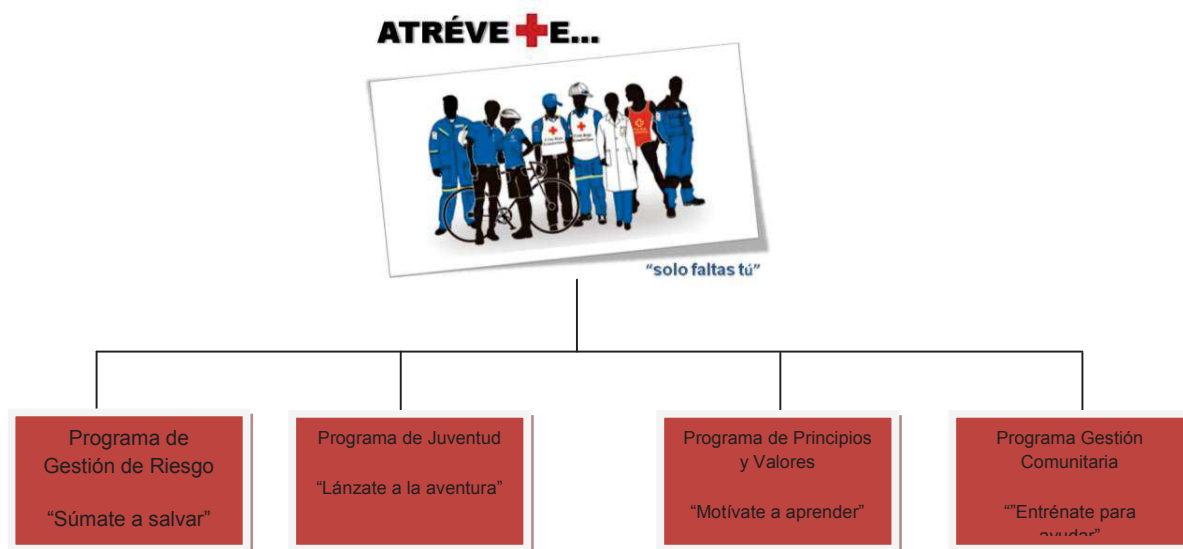 ATRÉVE E...
"solo faltas tú"
Programa de
Gestión de Riesgo
“Súmate a salvar”
Programa de Juventud
“Lánzate a la aventura”
Programa de Principios
y Valores
“Motívate a aprender”
Programa Gestión
Comunitaria
“”Entrénate para
ayudar”